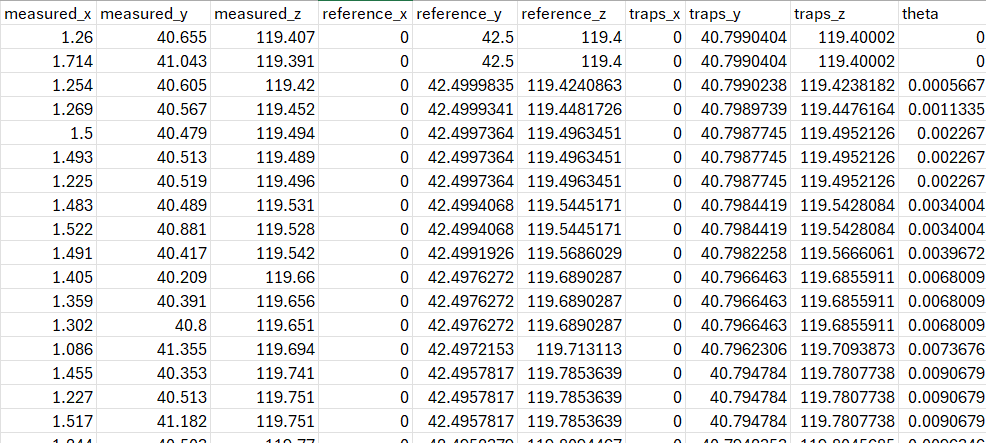 measured_x measured_y measured_z reference_x reference_y reference_z traps_x traps_y traps_z theta
1.26 40.655 119.407 0 42.5 119.4 0 40.7990404 119.40002 0
1.714 41.043 119.391 0 42.5 119.4 0 40.7990404 119.40002 0
1.254 40.605 119.42 0 42.4999835 119.4240863 0 40.7990238 119.4238182 0.0005667
1.269 40.567 119.452 0 42.4999341 119.4481726 0 40.7989739 119.4476164 0.0011335
1.5 40.479 119.494 0 42.4997364 119.4963451 0 40.7987745 119.4952126 0.002267
1.493 40.513 119.489 0 42.4997364 119.4963451 0 40.7987745 119.4952126 0.002267
1.225 40.519 119.496 0 42.4997364 119.4963451 0 40.7987745 119.4952126 0.002267
1.483 40.489 119.531 0 42.4994068 119.5445171 0 40.7984419 119.5428084 0.0034004
1.522 40.881 119.528 0 42.4994068 119.5445171 0 40.7984419 119.5428084 0.0034004
1.491 40.417 119.542 0 42.4991926 119.5686029 0 40.7982258 119.5666061 0.0039672
1.405 40.209 119.66 0 42.4976272 119.6890287 0 40.7966463 119.6855911 0.0068009
1.359 40.391 119.656 0 42.4976272 119.6890287 0 40.7966463 119.6855911 0.0068009
1.302 40.8 119.651 0 42.4976272 119.6890287 0 40.7966463 119.6855911 0.0068009
1.086 41.355 119.694 0 42.4972153 119.713113 0 40.7962306 119.7093873 0.0073676
1.455 40.353 119.741 0 42.4957817 119.7853639 0 40.794784 119.7807738 0.0090679
1.227 40.513 119.751 0 42.4957817 119.7853639 0 40.794784 119.7807738 0.0090679
1.517 41.182 119.751 0 42.4957817 119.7853639 0 40.794784 119.7807738 0.0090679